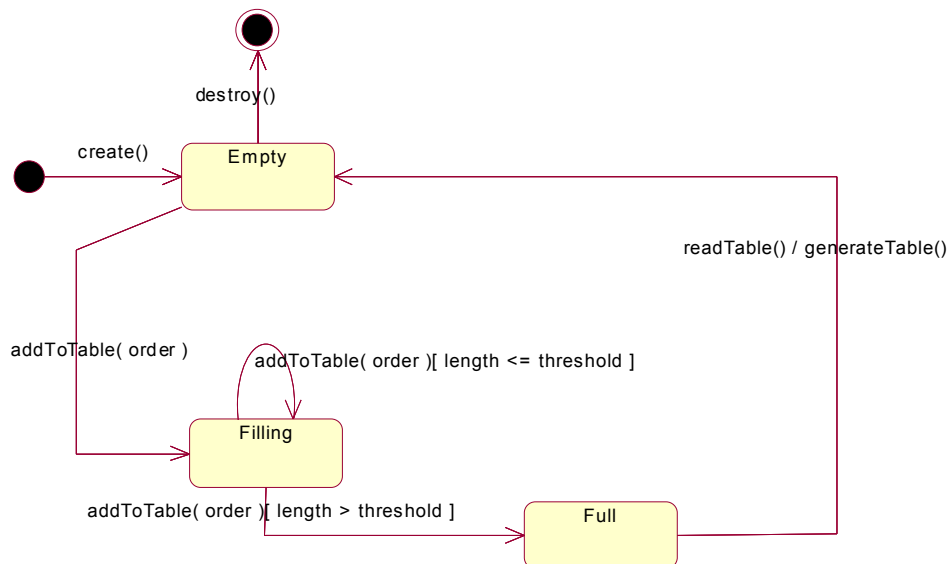 destroy()
create()
Empty
readTable() / generateTable()
addToTable( order )
addToTable( order )[ length <= threshold ]
Filling
addToTable( order )[ length > threshold ]
Full